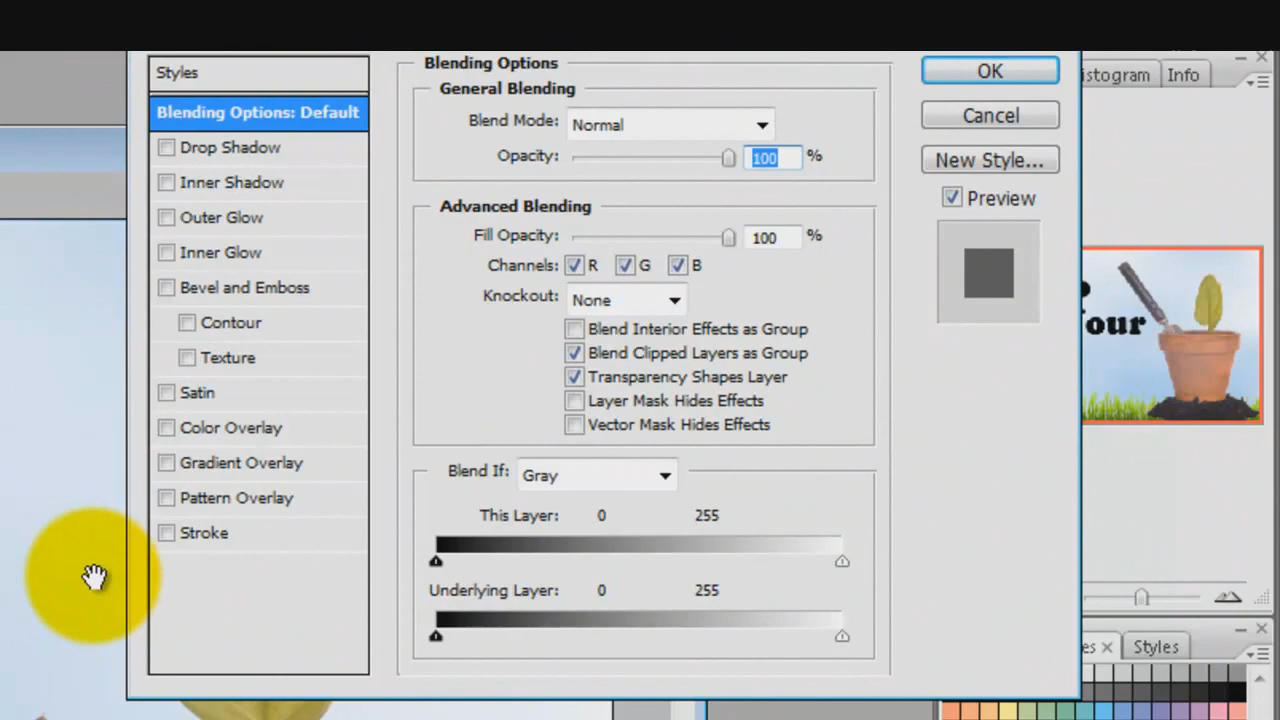 Styles
Blending Options: Default
Drop Shadow
Inner Shadow
Outer Glow
Inner Glow
Bevel and Emboss
Contour
Texture
Satin
Color Overlay
Gradient Overlay
Pattern Overlay
Stroke
Blending Options
General Blending
Blend Mode: Normal
Opacity: 100 %
Advanced Blending
Fill Opacity: 100 %
Channels: R G B
Knockout: None
Blend Interior Effects as Group
Blend Clipped Layers as Group
Transparency Shapes Layer
Layer Mask Hides Effects
Vector Mask Hides Effects
Blend If: Gray
This Layer: 0 255
Underlying Layer: 0 255
OK
Cancel
New Style...
Preview
istogram Info
our
es Styles